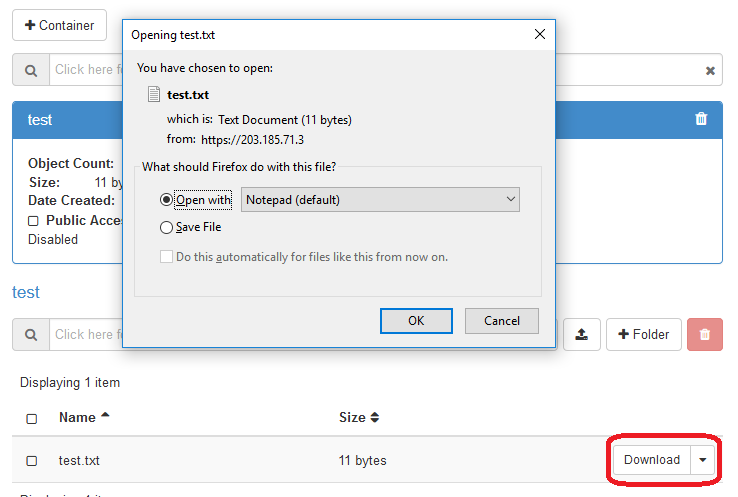 + Container
Opening test.txt
Click here f
You have chosen to open:
test.txt
which is: Text Document (11 bytes)
from: https://203.185.71.3
What should Firefox do with this file?
Open with Notepad (default)
Save File
Do this automatically for files like this from now on.
OK Cancel
test
Object Count:
Size: 11 by
Date Created:
Public Acce
Disabled
test
Click here f
+ Folder
Displaying 1 item
Name Size
test.txt 11 bytes Download
Displaying 1 item